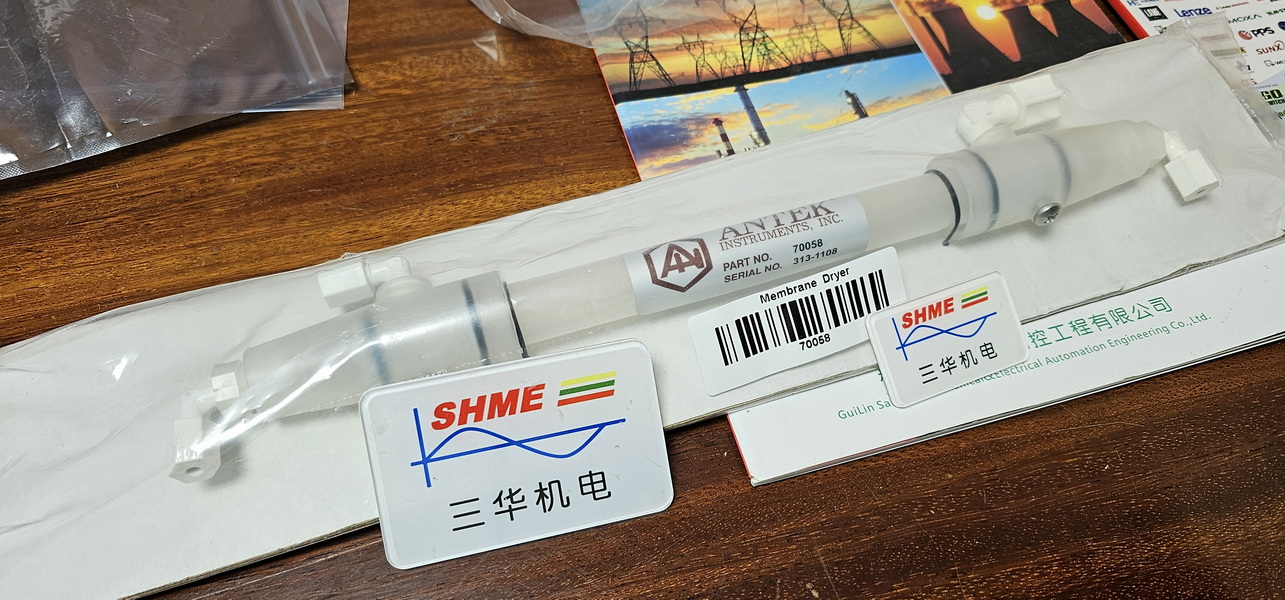 Lenze
MOXA
PPS
SUNX
ANTEK
INSTRUMENTS, INC.
PART NO. 70058
SERIAL NO. 313-1108
Membrane Dryer
70058
SHME
三华机电
SHME
三华机电
控工程有限公司
GuiLin Sa
Electrical Automation Engineering Co.,Ltd.